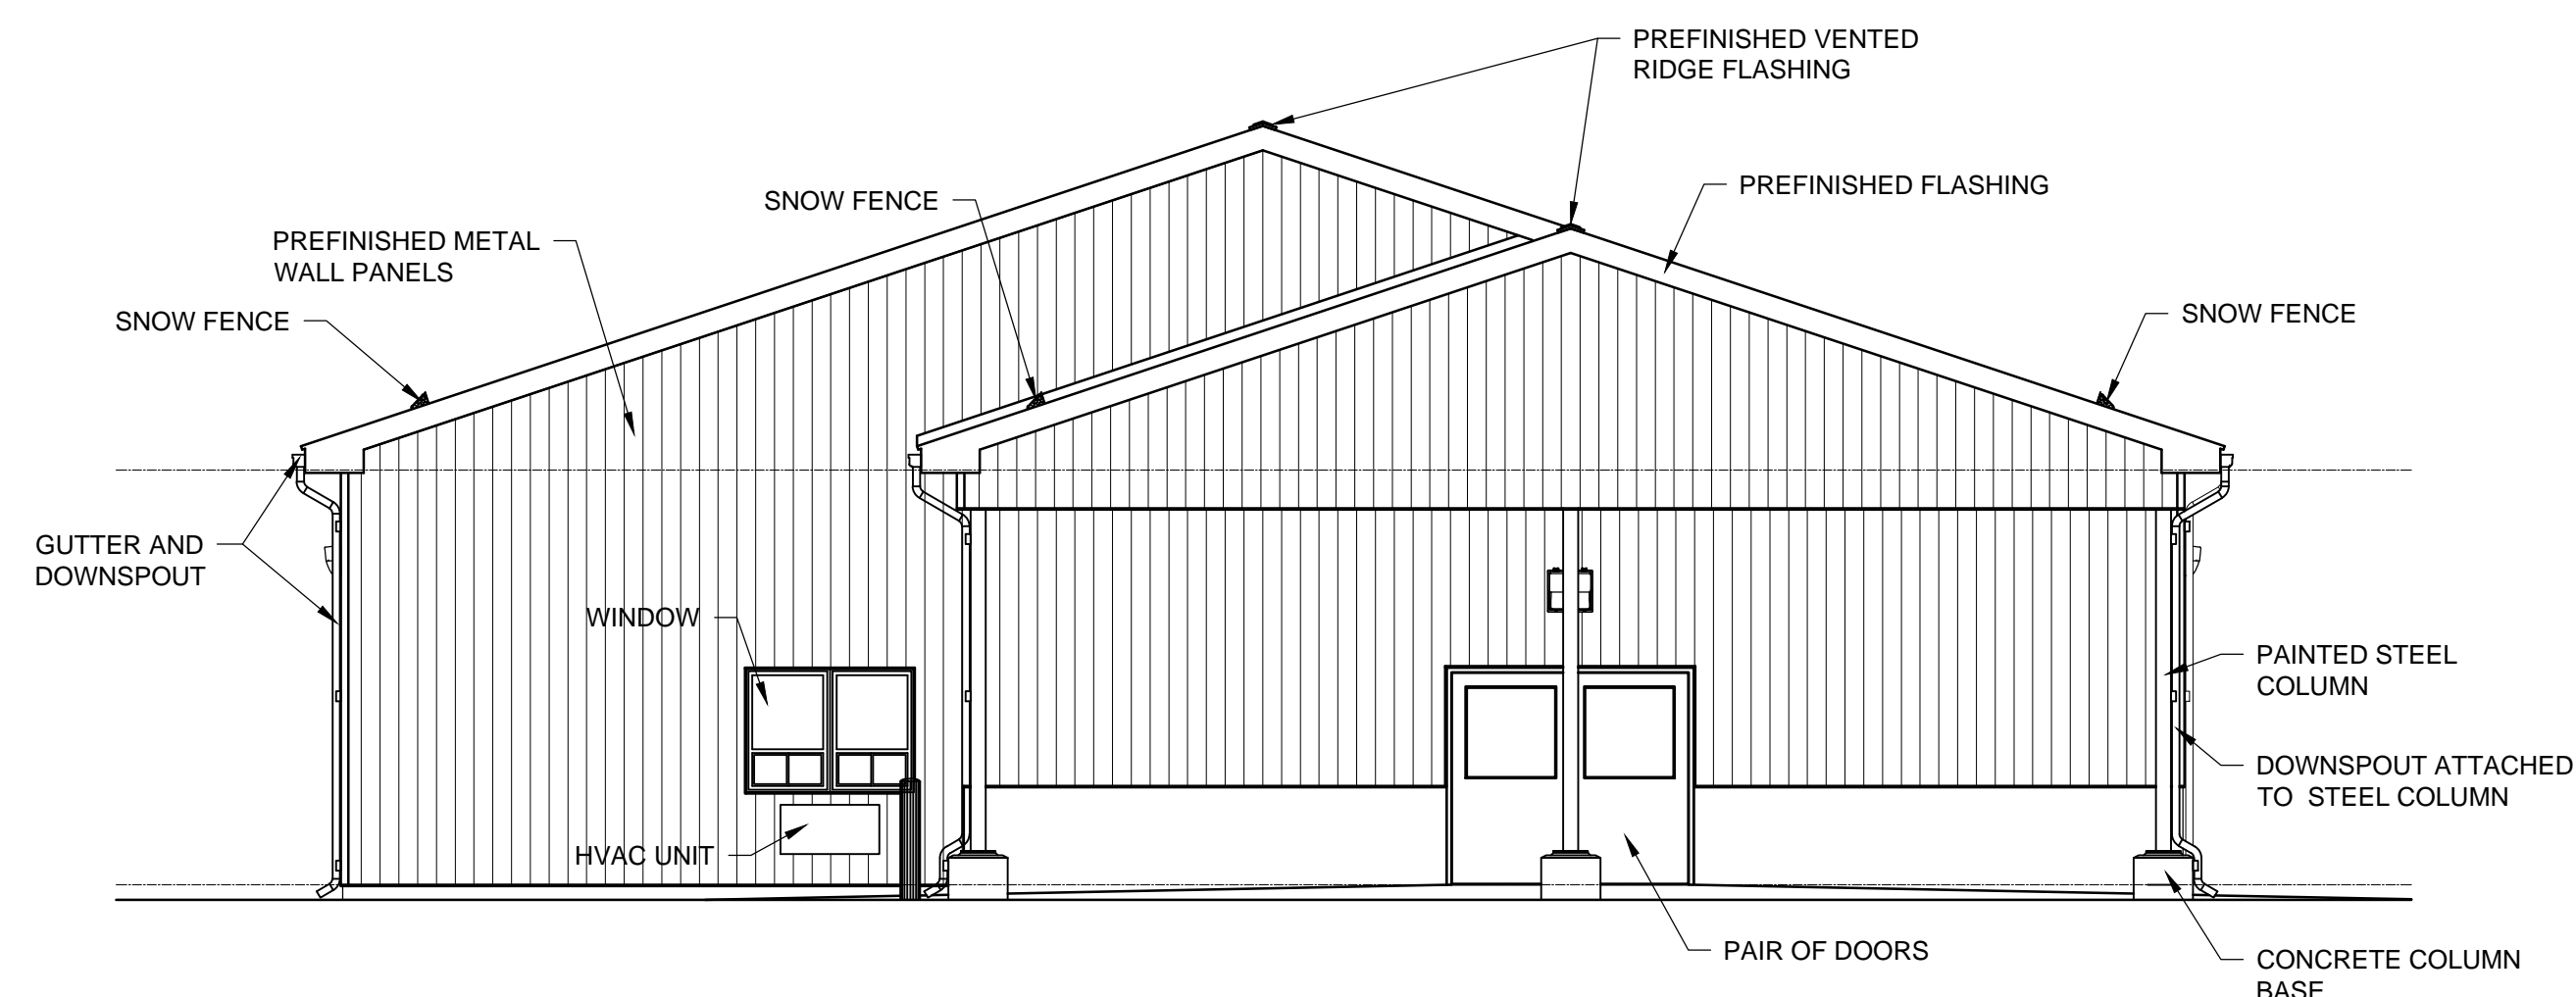 PREFINISHED VENTED
RIDGE FLASHING
PREFINISHED FLASHING
SNOW FENCE
PREFINISHED METAL
WALL PANELS
SNOW FENCE
SNOW FENCE
GUTTER AND
DOWNSPOUT
WINDOW
PAINTED STEEL
COLUMN
DOWNSPOUT ATTACHED
TO STEEL COLUMN
HVAC UNIT
PAIR OF DOORS
CONCRETE COLUMN
BASE